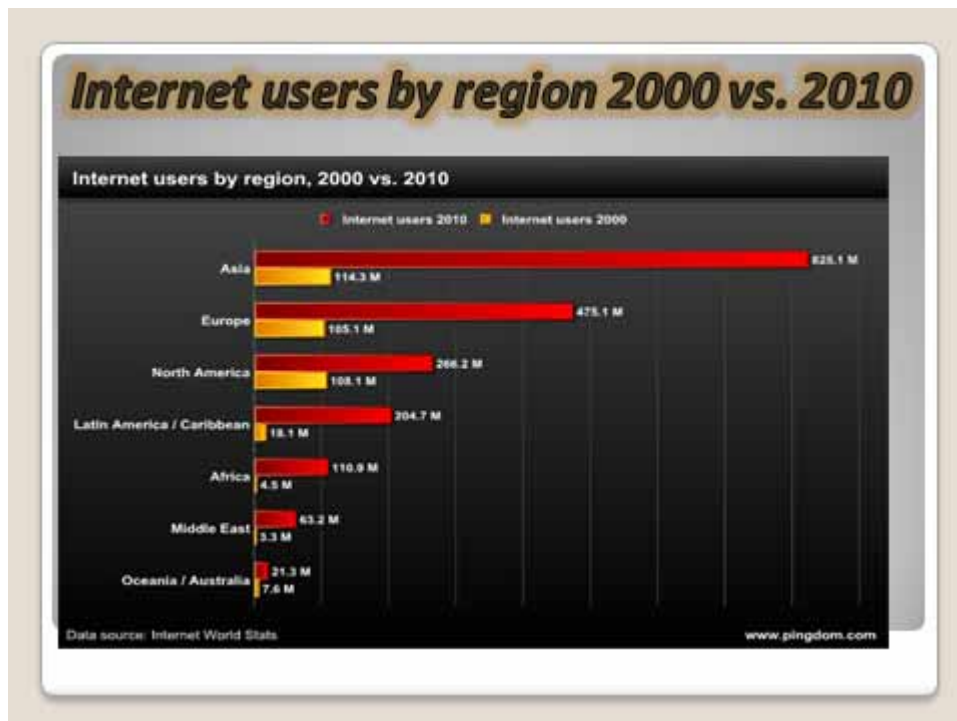 Internet users by region 2000 vs. 2010
Internet users by region, 2000 vs. 2010
Internet users 2010 Internet users 2000
Asia
825.1 M
114.3 M
Europe
475.1 M
105.1 M
North America
266.2 M
108.1 M
Latin America / Caribbean
204.7 M
18.1 M
Africa
110.9 M
4.5 M
Middle East
63.2 M
3.3 M
Oceania / Australia
21.3 M
7.6 M
Data source: Internet World Stats
www.pingdom.com